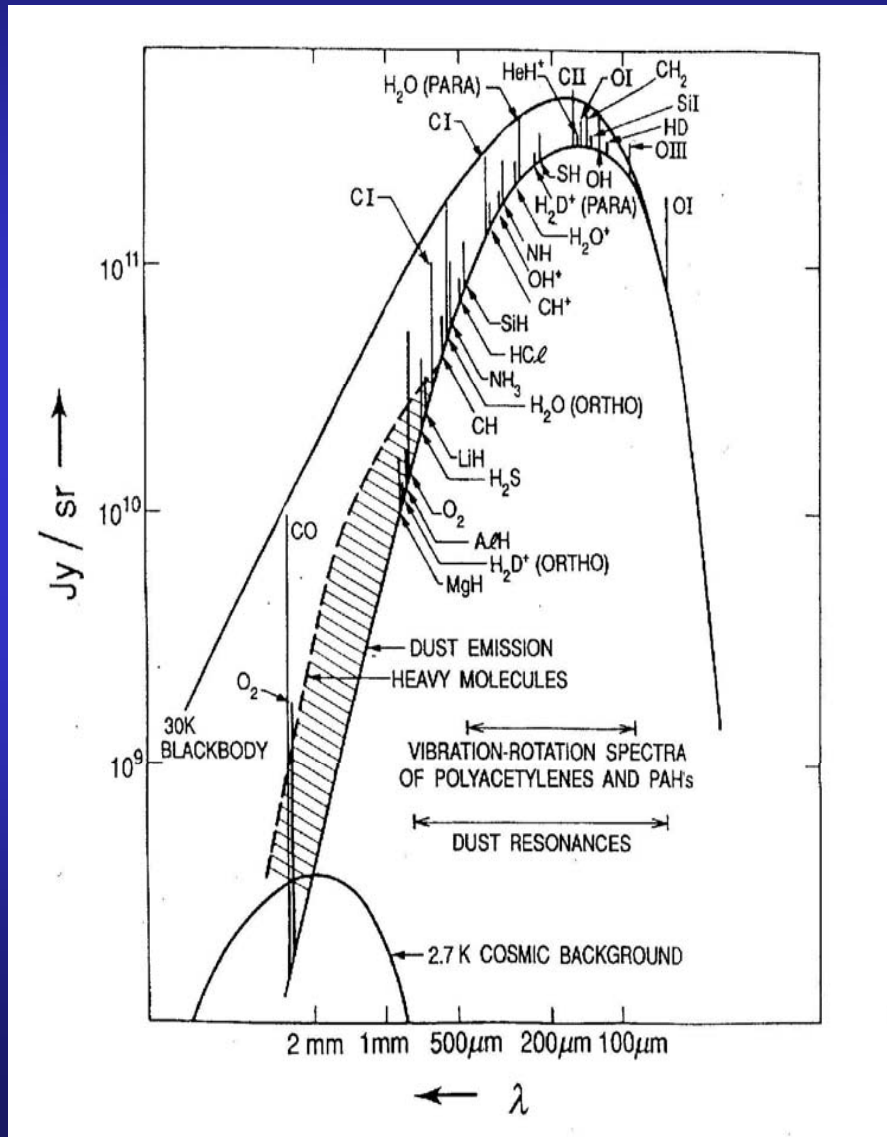 HeH⁺
CII
OI
CH₂
H₂O (PARA)
SiI
CI
HD
OIII
SH
OH
CI
H₂D⁺ (PARA)
OI
H₂O⁺
NH
10¹¹
OH⁺
CH⁺
SiH
HCℓ
NH₃
H₂O (ORTHO)
CH
LiH
H₂S
Jy / sr
10¹⁰
O₂
CO
AℓH
H₂D⁺ (ORTHO)
MgH
DUST EMISSION
O₂
HEAVY MOLECULES
30K
BLACKBODY
VIBRATION-ROTATION SPECTRA
10⁹
OF POLYACETYLENES AND PAH's
DUST RESONANCES
2.7 K COSMIC BACKGROUND
2 mm 1mm 500μm 200μm 100μm
λ